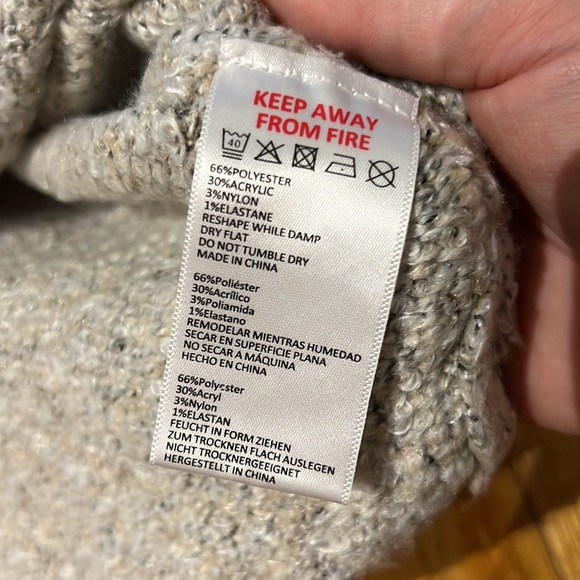 KEEP AWAY
FROM FIRE
40
66%POLYESTER
30%ACRYLIC
3%NYLON
1%ELASTANE
RESHAPE WHILE DAMP
DRY FLAT
DO NOT TUMBLE DRY
MADE IN CHINA
66%Poliéster
30%Acrílico
3%Poliamida
1%Elastano
REMODELAR MIENTRAS HUMEDAD
SECAR EN SUPERFICIE PLANA
NO SECAR A MÁQUINA
HECHO EN CHINA
66%Polyester
30%Acryl
3%Nylon
1%ELASTAN
FEUCHT IN FORM ZIEHEN
ZUM TROCKNEN FLACH AUSLEGEN
NICHT TROCKNERGEEIGNET
HERGESTELLT IN CHINA